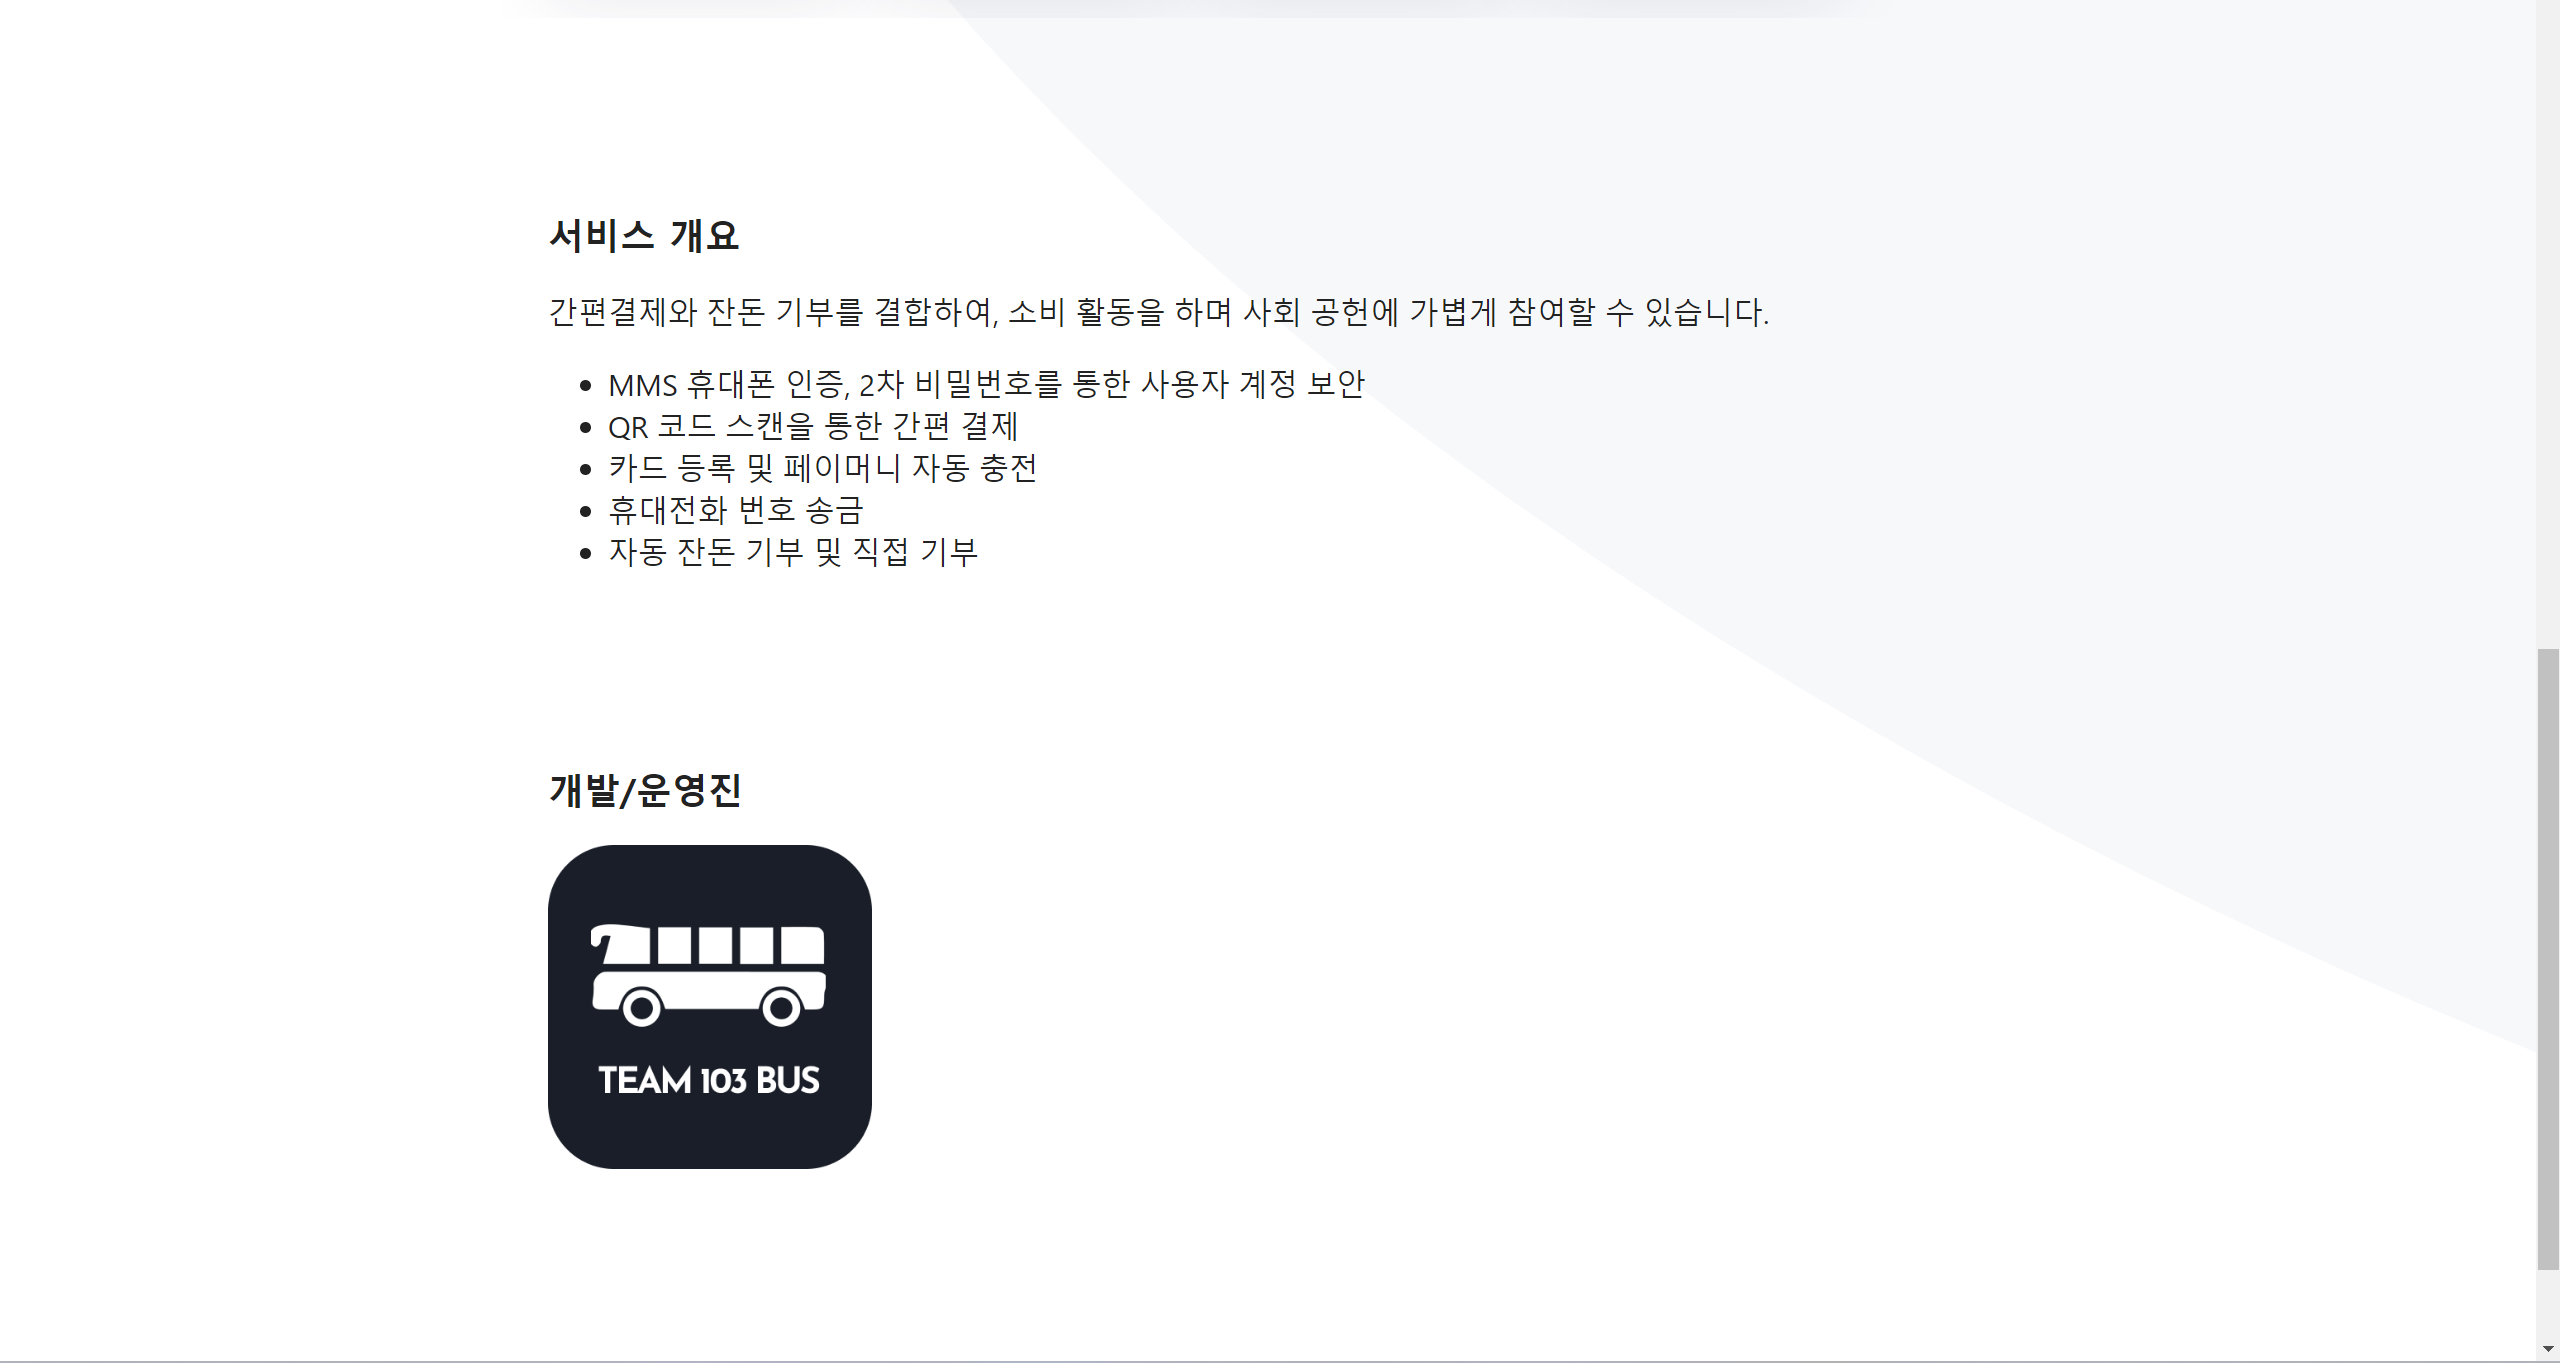 서비스 개요
간편결제와 잔돈 기부를 결합하여, 소비 활동을 하며 사회 공헌에 가볍게 참여할 수 있습니다.
MMS 휴대폰 인증, 2차 비밀번호를 통한 사용자 계정 보안
QR 코드 스캔을 통한 간편 결제
카드 등록 및 페이머니 자동 충전
휴대전화 번호 송금
자동 잔돈 기부 및 직접 기부
개발/운영진
TEAM 103 BUS